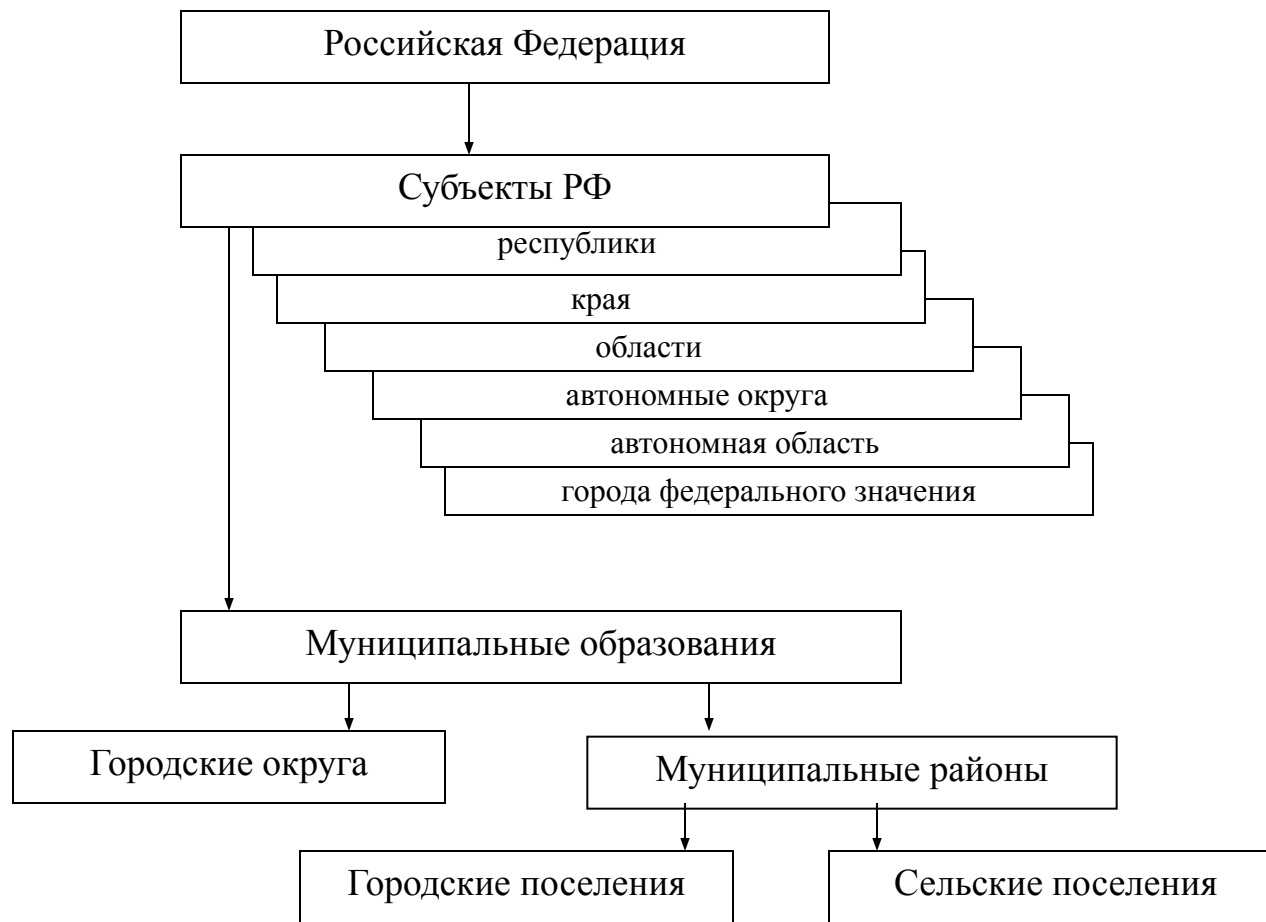 Российская Федерация
Субъекты РФ
республики
края
области
автономные округа
автономная область
города федерального значения
Муниципальные образования
Городские округа
Муниципальные районы
Городские поселения
Сельские поселения